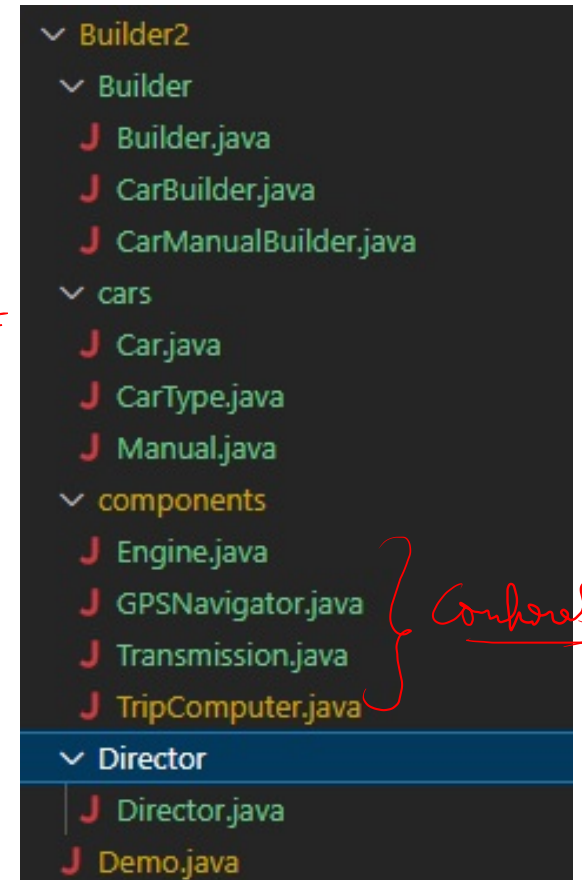 Builder2
Builder
J Builder.java
J CarBuilder.java
J CarManualBuilder.java
cars
J Car.java
J CarType.java
J Manual.java
components
J Engine.java
J GPSNavigator.java
J Transmission.java
J TripComputer.java
Director
J Director.java
J Demo.java